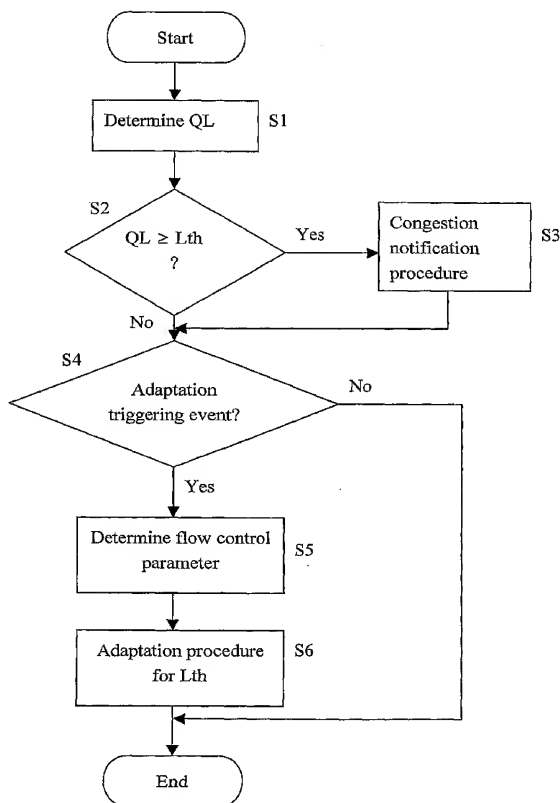 Start
Determine QL
S1
S2
QL ≥ Lth
?
Yes
Congestion
notification
procedure
S3
No
S4
Adaptation
triggering event?
No
Yes
Determine flow control
parameter
S5
Adaptation procedure
for Lth
S6
End